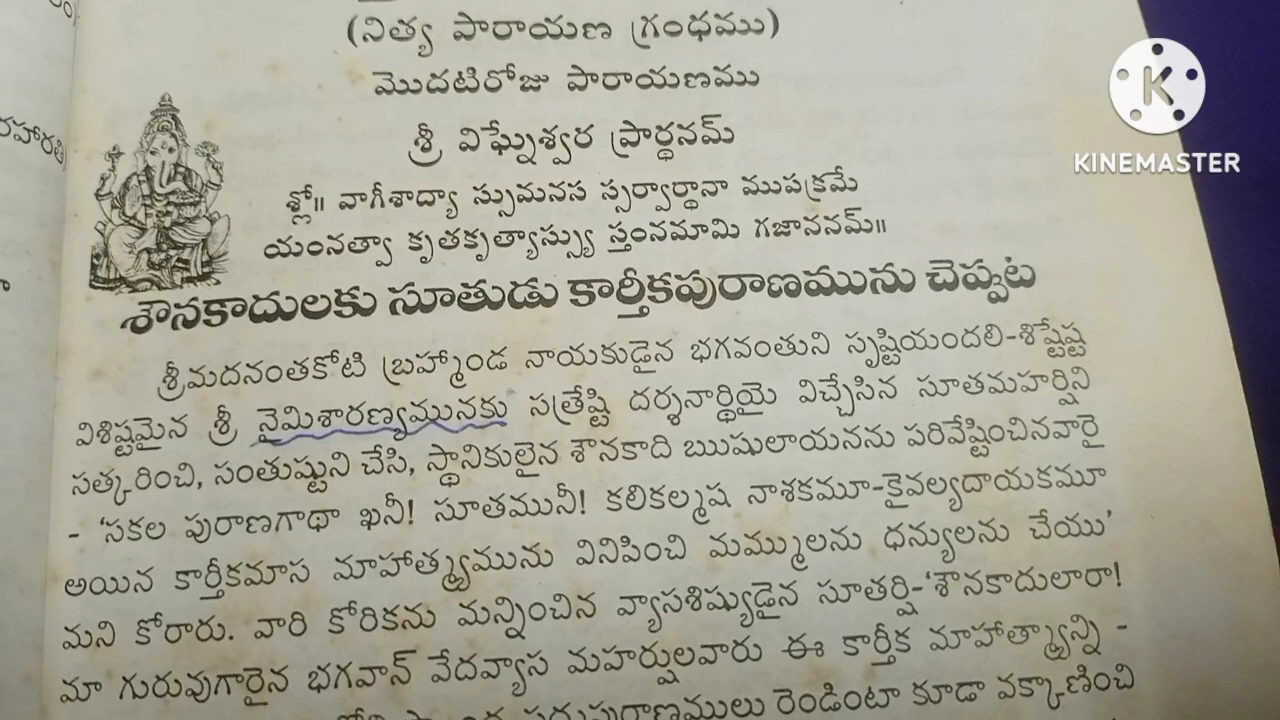 (నిత్య పారాయణ గ్రంథము)
మొదటిరోజు పారాయణము
శ్రీ విఘ్నేశ్వర ప్రార్థనమ్
శ్లో॥ వాగీశాద్యా స్సుమనస స్సర్వార్థానా ముపక్రమే
యంనత్వా కృతకృత్యాస్స్యు స్తంనమామి గజాననమ్॥
శౌనకాదులకు సూతుడు కార్తీకపురాణమును చెప్పుట
శ్రీమదనంతకోటి బ్రహ్మాండ నాయకుడైన భగవంతుని సృష్టియందలి-శిష్టేష్ట
విశిష్టమైన శ్రీ నైమిశారణ్యమునకు సత్రేష్టి దర్శనార్థియై విచ్చేసిన సూతమహర్షిని
సత్కరించి, సంతుష్టుని చేసి, స్థానికులైన శౌనకాది ఋషులాయనను పరివేష్టించినవారై
- 'సకల పురాణగాథా ఖనీ! సూతమునీ! కలికల్మష నాశకమూ-కైవల్యదాయకమూ
అయిన కార్తీకమాస మాహాత్మ్యమును వినిపించి మమ్ములను ధన్యులను చేయు'
మని కోరారు. వారి కోరికను మన్నించిన వ్యాసశిష్యుడైన సూతర్షి-'శౌనకాదులారా!
మా గురువుగారైన భగవాన్ వేదవ్యాస మహర్షులవారు ఈ కార్తీక మాహాత్మ్యాన్ని -
రెండింటా కూడా వక్కాణించి
రహారతి
KINEMASTER